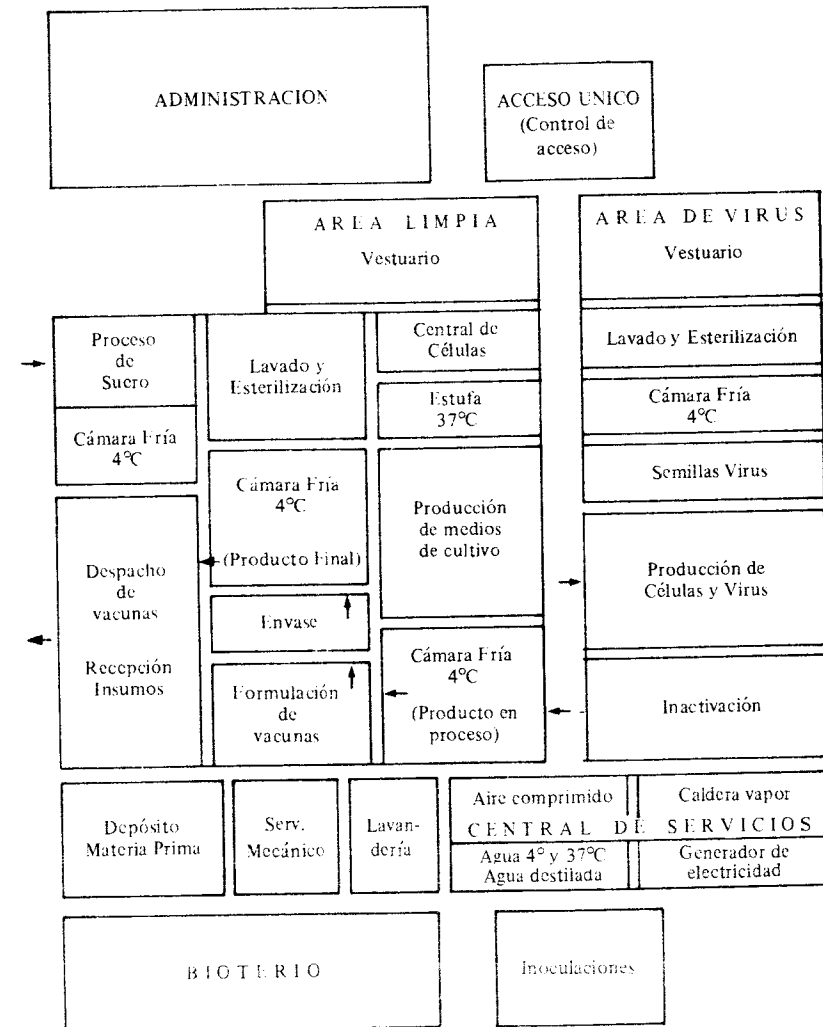 ADMINISTRACION
ACCESO UNICO
(Control de
acceso)
AREA LIMPIA
Vestuario
AREA DE VIRUS
Vestuario
Proceso
de
Suero
Cámara Fría
4°C
Lavado y
Esterilización
Central de
Células
Estufa
37°C
Lavado y Esterilización
Cámara Fría
4°C
Semillas Virus
Cámara Fría
4°C
(Producto Final)
Producción
de medios
de cultivo
Producción de
Células y Virus
Despacho
de
vacunas
Recepción
Insumos
Envase
Formulación
de
vacunas
Cámara Fría
4°C
(Producto en
proceso)
Inactivación
Depósito
Materia Prima
Serv.
Mecánico
Lavan-
dería
Aire comprimido
Caldera vapor
CENTRAL DE SERVICIOS
Agua 4° y 37°C
Agua destilada
Generador de
electricidad
BIOTERIO
Inoculaciones